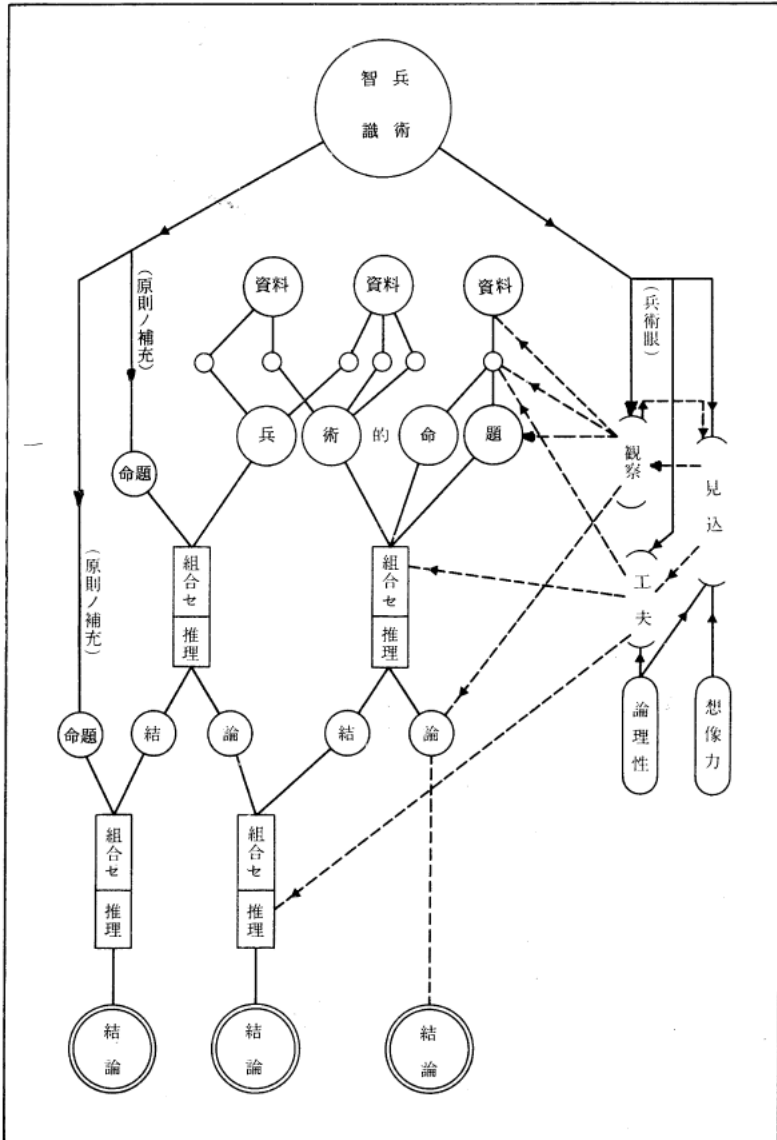 兵術
智識
資料
資料
資料
(原則ノ補充)
(兵術眼)
兵術的命題
観察
見込
命題
(原則ノ補充)
組合セ
推理
組合セ
推理
工夫
命題
結論
結論
論理性
想像力
組合セ
推理
組合セ
推理
結論
結論
結論